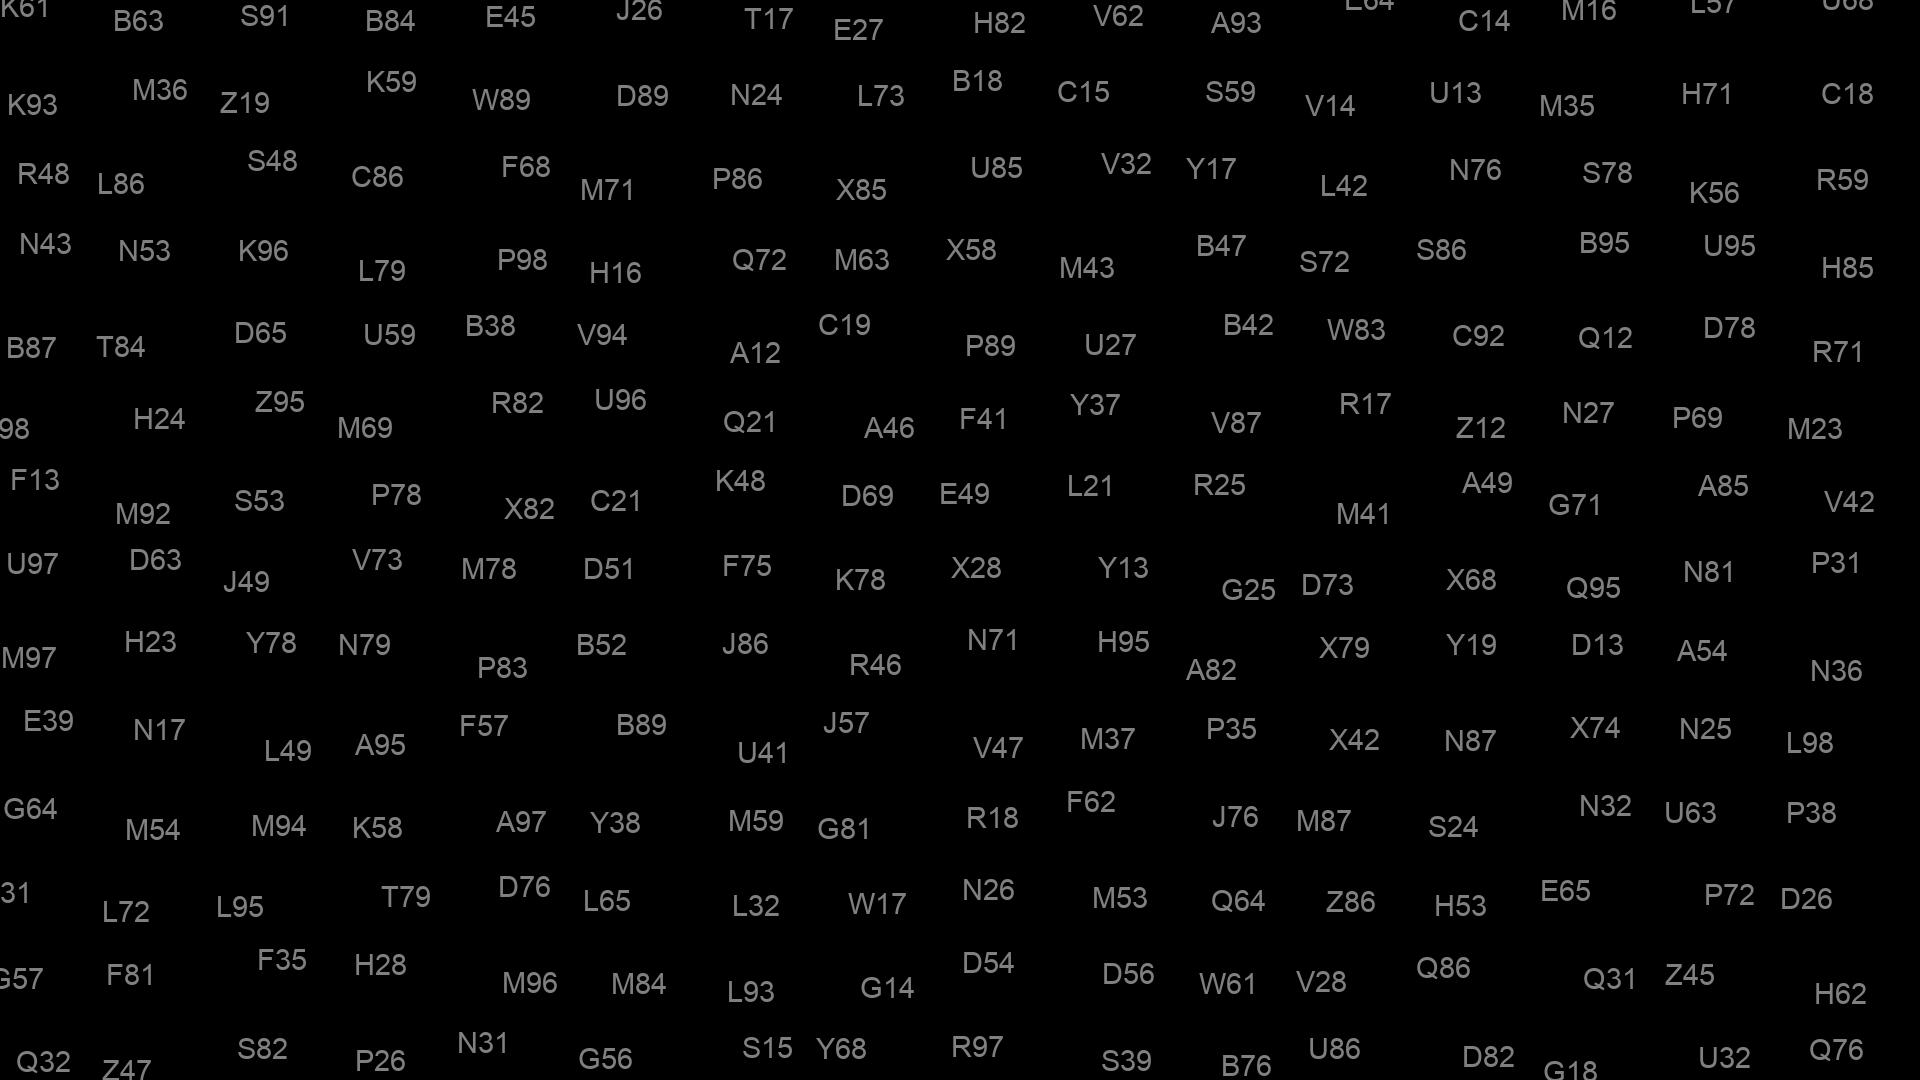 K61 B63 S91 B84 E45 J26 T17 E27 H82 V62 A93 E64 C14 M16 L57 U68
K93 M36 Z19 K59 W89 D89 N24 L73 B18 C15 S59 V14 U13 M35 H71 C18
R48 L86 S48 C86 F68 M71 P86 X85 U85 V32 Y17 L42 N76 S78 K56 R59
N43 N53 K96 L79 P98 H16 Q72 M63 X58 M43 B47 S72 S86 B95 U95 H85
B87 T84 D65 U59 B38 V94 A12 C19 P89 U27 B42 W83 C92 Q12 D78 R71
98 H24 Z95 M69 R82 U96 Q21 A46 F41 Y37 V87 R17 Z12 N27 P69 M23
F13 M92 S53 P78 X82 C21 K48 D69 E49 L21 R25 M41 A49 G71 A85 V42
U97 D63 J49 V73 M78 D51 F75 K78 X28 Y13 G25 D73 X68 Q95 N81 P31
M97 H23 Y78 N79 P83 B52 J86 R46 N71 H95 A82 X79 Y19 D13 A54 N36
E39 N17 L49 A95 F57 B89 U41 J57 V47 M37 P35 X42 N87 X74 N25 L98
G64 M54 M94 K58 A97 Y38 M59 G81 R18 F62 J76 M87 S24 N32 U63 P38
31 L72 L95 T79 D76 L65 L32 W17 N26 M53 Q64 Z86 H53 E65 P72 D26
G57 F81 F35 H28 M96 M84 L93 G14 D54 D56 W61 V28 Q86 Q31 Z45 H62
Q32 Z47 S82 P26 N31 G56 S15 Y68 R97 S39 B76 U86 D82 G18 U32 Q76